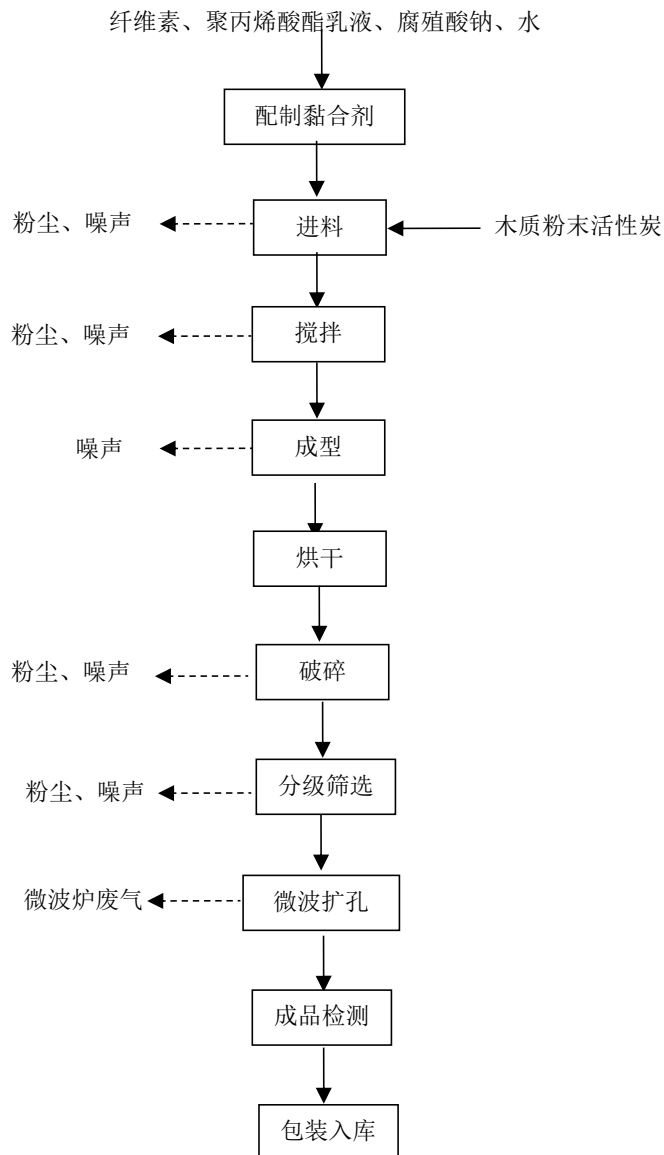 纤维素、聚丙烯酸酯乳液、腐殖酸钠、水
配制黏合剂
粉尘、噪声
进料
木质粉末活性炭
粉尘、噪声
搅拌
噪声
成型
烘干
粉尘、噪声
破碎
粉尘、噪声
分级筛选
微波炉废气
微波扩孔
成品检测
包装入库